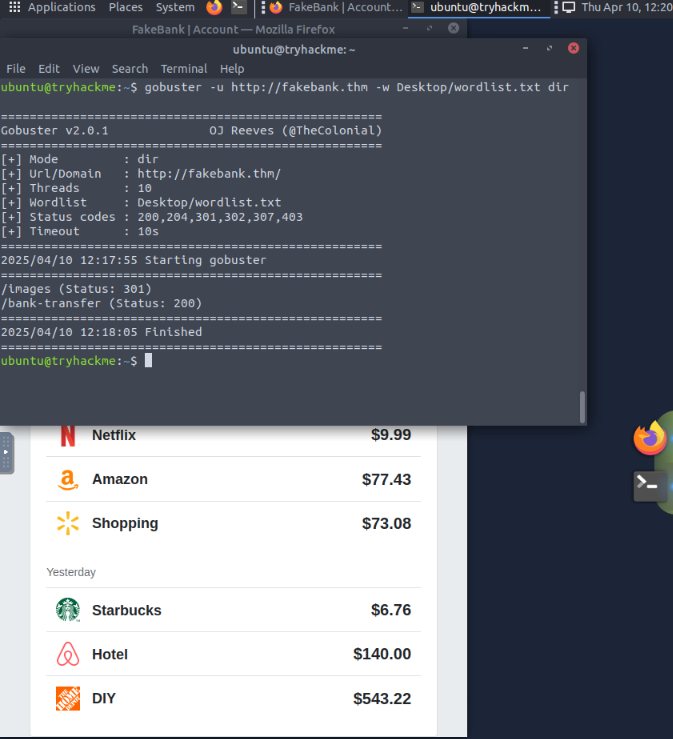 Applications Places System FakeBank | Account... ubuntu@tryhackm... Thu Apr 10, 12:20
FakeBank | Account — Mozilla Firefox
ubuntu@tryhackme: ~
File Edit View Search Terminal Help
ubuntu@tryhackme:~$ gobuster -u http://fakebank.thm -w Desktop/wordlist.txt dir
=====================================================
Gobuster v2.0.1              OJ Reeves (@TheColonial)
=====================================================
[+] Mode         : dir
[+] Url/Domain   : http://fakebank.thm/
[+] Threads      : 10
[+] Wordlist     : Desktop/wordlist.txt
[+] Status codes : 200,204,301,302,307,403
[+] Timeout      : 10s
=====================================================
2025/04/10 12:17:55 Starting gobuster
=====================================================
/images (Status: 301)
/bank-transfer (Status: 200)
=====================================================
2025/04/10 12:18:05 Finished
=====================================================
ubuntu@tryhackme:~$
Netflix $9.99
Amazon $77.43
Shopping $73.08
Yesterday
Starbucks $6.76
Hotel $140.00
THE HOME DEPOT DIY $543.22